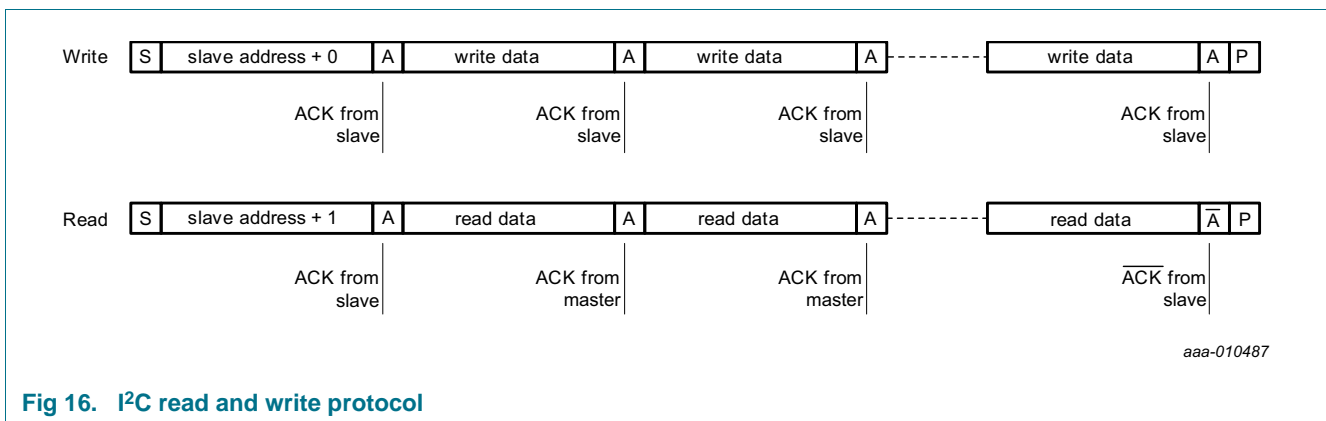 Write S slave address + 0 A write data A write data A write data A P
ACK from ACK from ACK from ACK from
slave slave slave slave
Read S slave address + 1 A read data A read data A read data A̅ P
ACK from ACK from ACK from A̅C̅K̅ from
slave master master slave
aaa-010487
Fig 16. I²C read and write protocol